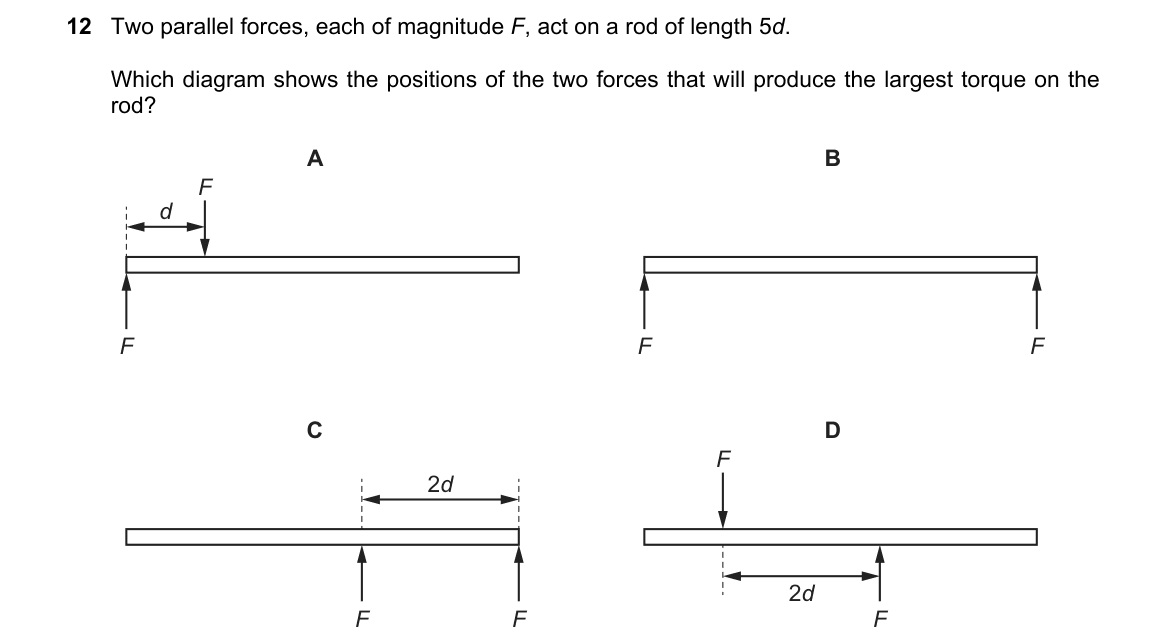 12 Two parallel forces, each of magnitude F, act on a rod of length 5d.
Which diagram shows the positions of the two forces that will produce the largest torque on the
rod?
A
B
F
d
F
F
F
C
D
F
2d
2d
F
F
F